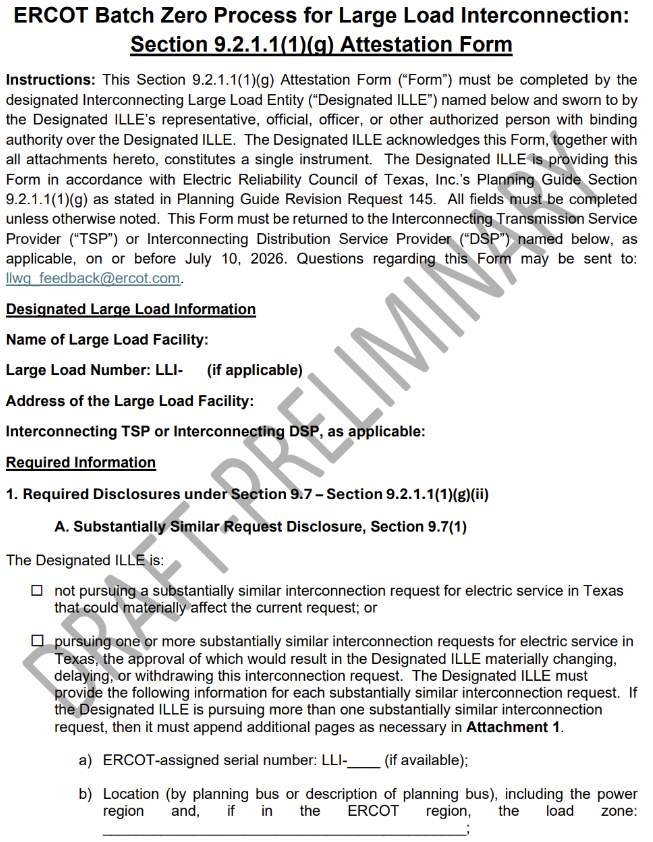 ERCOT Batch Zero Process for Large Load Interconnection:
Section 9.2.1.1(1)(g) Attestation Form
Instructions: This Section 9.2.1.1(1)(g) Attestation Form (“Form”) must be completed by the
designated Interconnecting Large Load Entity (“Designated ILLE”) named below and sworn to by
the Designated ILLE’s representative, official, officer, or other authorized person with binding
authority over the Designated ILLE. The Designated ILLE acknowledges this Form, together with
all attachments hereto, constitutes a single instrument. The Designated ILLE is providing this
Form in accordance with Electric Reliability Council of Texas, Inc.’s Planning Guide Section
9.2.1.1(1)(g) as stated in Planning Guide Revision Request 145. All fields must be completed
unless otherwise noted. This Form must be returned to the Interconnecting Transmission Service
Provider (“TSP”) or Interconnecting Distribution Service Provider (“DSP”) named below, as
applicable, on or before July 10, 2026. Questions regarding this Form may be sent to:
llwg_feedback@ercot.com.
Designated Large Load Information
Name of Large Load Facility:
Large Load Number: LLI- (if applicable)
Address of the Large Load Facility:
Interconnecting TSP or Interconnecting DSP, as applicable:
Required Information
1. Required Disclosures under Section 9.7 – Section 9.2.1.1(1)(g)(ii)
A. Substantially Similar Request Disclosure, Section 9.7(1)
The Designated ILLE is:
☐ not pursuing a substantially similar interconnection request for electric service in Texas
that could materially affect the current request; or
☐ pursuing one or more substantially similar interconnection requests for electric service in
Texas, the approval of which would result in the Designated ILLE materially changing,
delaying, or withdrawing this interconnection request. The Designated ILLE must
provide the following information for each substantially similar interconnection request. If
the Designated ILLE is pursuing more than one substantially similar interconnection
request, then it must append additional pages as necessary in Attachment 1.
a) ERCOT-assigned serial number: LLI-____ (if available);
b) Location (by planning bus or description of planning bus), including the power
region and, if in the ERCOT region, the load zone:
____________________________________________;
DRAFT-PRELIMINARY